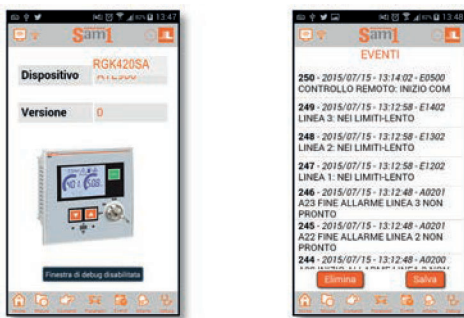 13:47
Sam1
Dispositivo
RGK420SA
Versione
0
Finestra di debug disabilitata
13:48
Sam1
EVENTI
250 - 2015/07/15 - 13:14:02 - E0500
CONTROLLO REMOTO: INIZIO COM
249 - 2015/07/15 - 13:12:58 - E1402
LINEA 3: NEI LIMITI-LENTO
248 - 2015/07/15 - 13:12:58 - E1302
LINEA 2: NEI LIMITI-LENTO
247 - 2015/07/15 - 13:12:58 - E1202
LINEA 1: NEI LIMITI-LENTO
246 - 2015/07/15 - 13:12:48 - A0201
A23 FINE ALLARME LINEA 3 NON
PRONTO
245 - 2015/07/15 - 13:12:48 - A0201
A22 FINE ALLARME LINEA 2 NON
PRONTO
244 - 2015/07/15 - 13:12:48 - A0200
Elimina
Salva